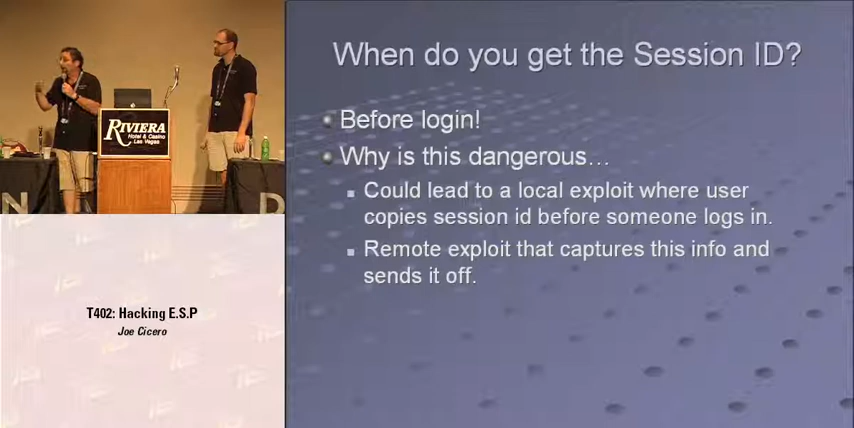 When do you get the Session ID?
Before login!
Why is this dangerous…
Could lead to a local exploit where user
copies session id before someone logs in.
Remote exploit that captures this info and
sends it off.
RIVIERA
Hotel & Casino
Las Vegas
N
D
T402: Hacking E.S.P
Joe Cicero